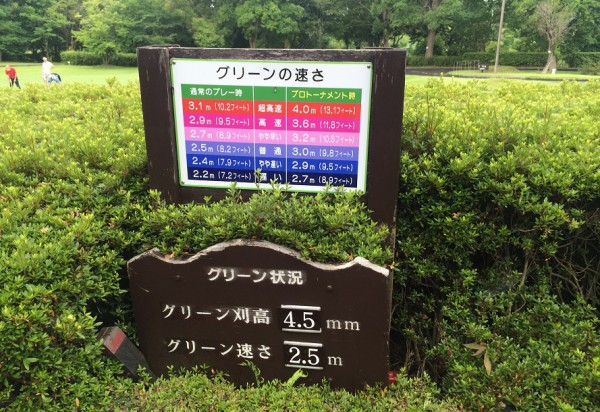 グリーンの速さ
通常のプレー時 プロトーナメント時
3.1m(10.2フィート) 超高速 4.0m(13.1フィート)
2.9m(9.5フィート) 高速 3.6m(11.8フィート)
2.7m(8.9フィート) やや早い 3.2m(10.5フィート)
2.5m(8.2フィート) 普通 3.0m(9.8フィート)
2.4m(7.9フィート) やや遅い 2.9m(9.5フィート)
2.2m(7.2フィート) 遅い 2.7m(8.9フィート)
グリーン状況
グリーン刈高 4.5mm
グリーン速さ 2.5m